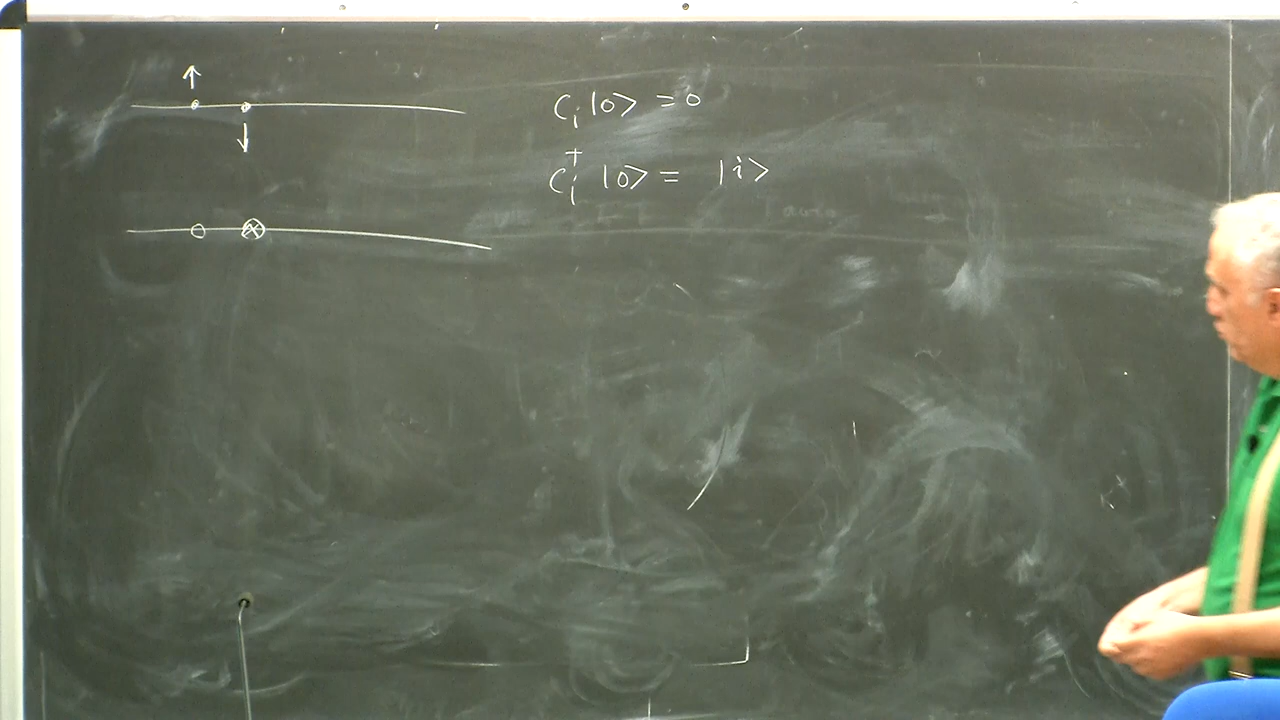 C_i |0> = 0
C_i^† |0> = |i>